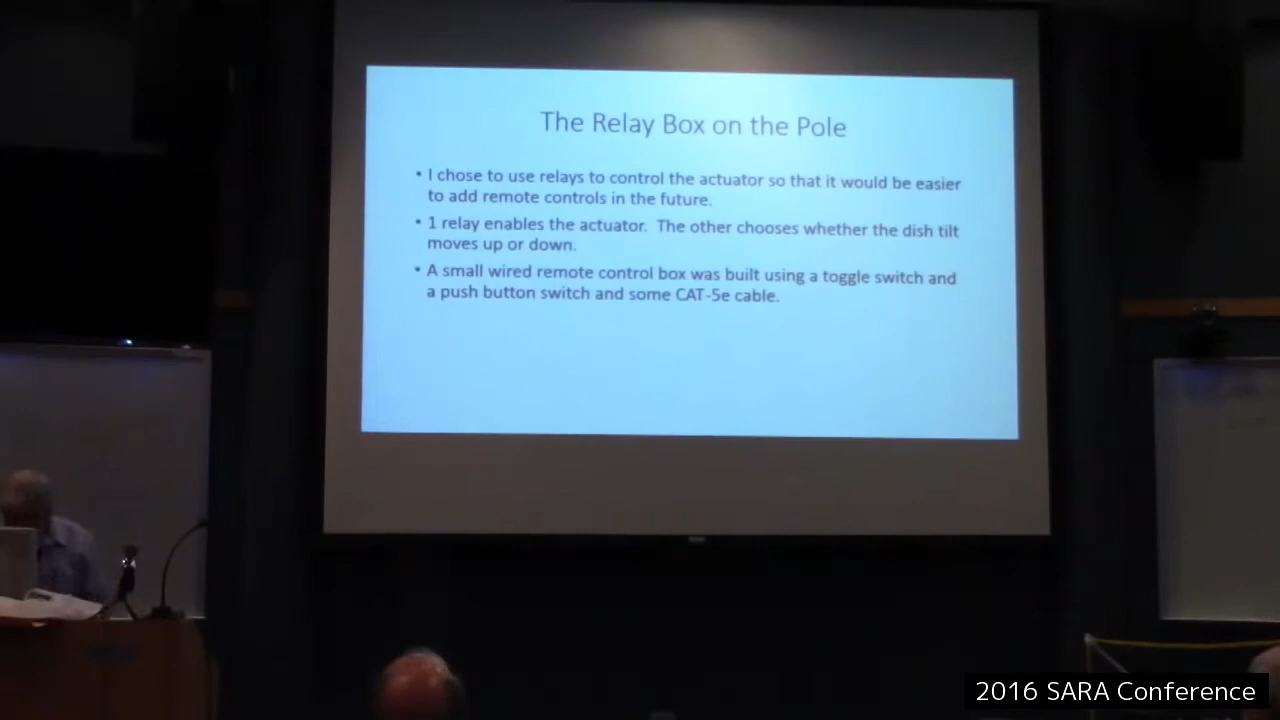 The Relay Box on the Pole
• I chose to use relays to control the actuator so that it would be easier
to add remote controls in the future.
• 1 relay enables the actuator.  The other chooses whether the dish tilt
moves up or down.
• A small wired remote control box was built using a toggle switch and
a push button switch and some CAT-5e cable.
2016 SARA Conference